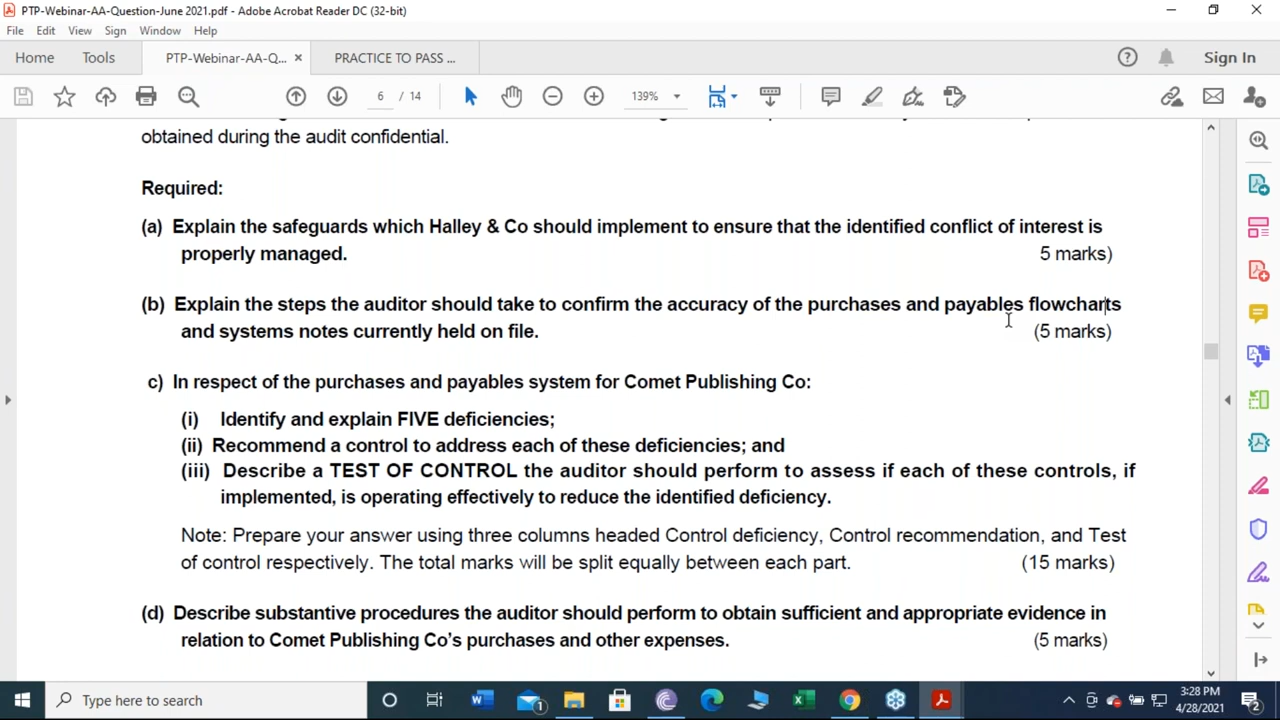 PTP-Webinar-AA-Question-June 2021.pdf - Adobe Acrobat Reader DC (32-bit)
File Edit View Sign Window Help
Home Tools PTP-Webinar-AA-Q... × PRACTICE TO PASS ... Sign In
6 / 14 139%
obtained during the audit confidential.
Required:
(a) Explain the safeguards which Halley & Co should implement to ensure that the identified conflict of interest is
properly managed. 5 marks)
(b) Explain the steps the auditor should take to confirm the accuracy of the purchases and payables flowcharts
and systems notes currently held on file. (5 marks)
c) In respect of the purchases and payables system for Comet Publishing Co:
(i) Identify and explain FIVE deficiencies;
(ii) Recommend a control to address each of these deficiencies; and
(iii) Describe a TEST OF CONTROL the auditor should perform to assess if each of these controls, if
implemented, is operating effectively to reduce the identified deficiency.
Note: Prepare your answer using three columns headed Control deficiency, Control recommendation, and Test
of control respectively. The total marks will be split equally between each part. (15 marks)
(d) Describe substantive procedures the auditor should perform to obtain sufficient and appropriate evidence in
relation to Comet Publishing Co's purchases and other expenses. (5 marks)
Type here to search
3:28 PM
4/28/2021